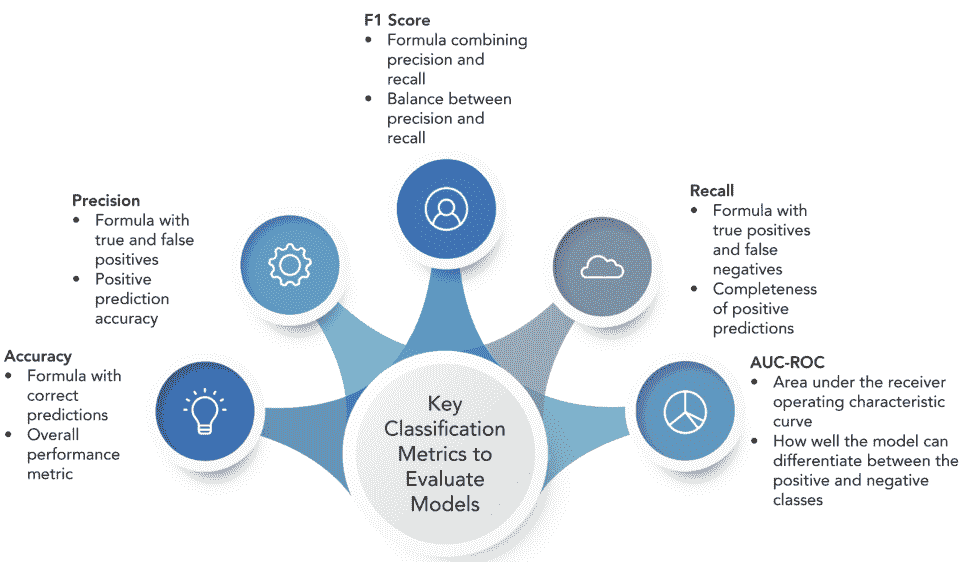 F1 Score
• Formula combining
precision and
recall
• Balance between
precision and
recall
Precision
• Formula with
true and false
positives
• Positive
prediction
accuracy
Recall
• Formula with
true positives
and false
negatives
• Completeness
of positive
predictions
Accuracy
• Formula with
correct
predictions
• Overall
performance
metric
AUC-ROC
• Area under the receiver
operating characteristic
curve
• How well the model can
differentiate between the
positive and negative
classes
Key
Classification
Metrics to
Evaluate
Models